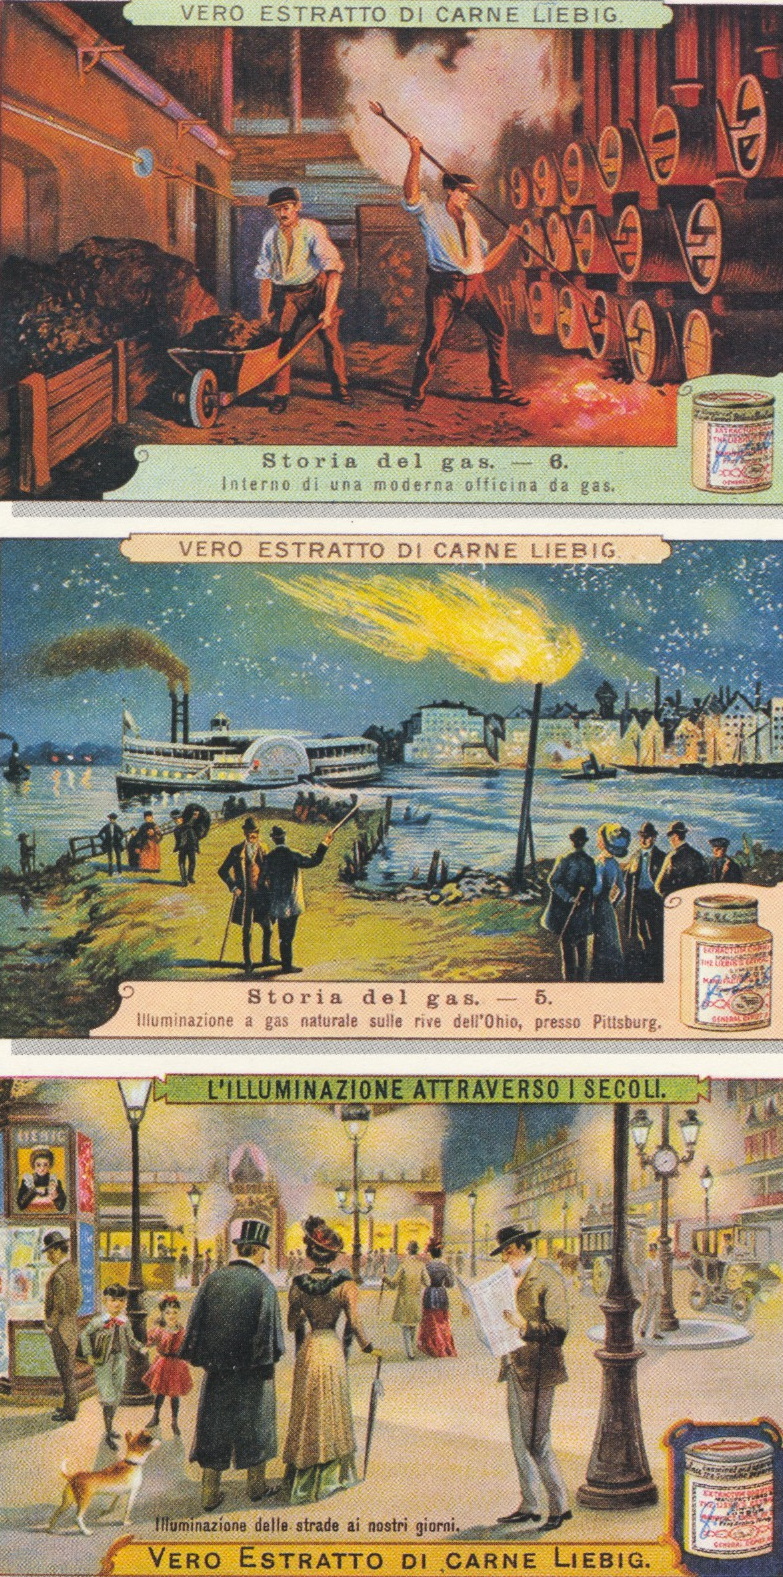 VERO ESTRATTO DI CARNE LIEBIG.
Storia del gas. — 6.
Interno di una moderna officina da gas.
VERO ESTRATTO DI CARNE LIEBIG.
Storia del gas. — 5.
Illuminazione a gas naturale sulle rive dell'Ohio, presso Pittsburg.
L'ILLUMINAZIONE ATTRAVERSO I SECOLI.
LIEBIG
Illuminazione delle strade ai nostri giorni.
VERO ESTRATTO DI CARNE LIEBIG.